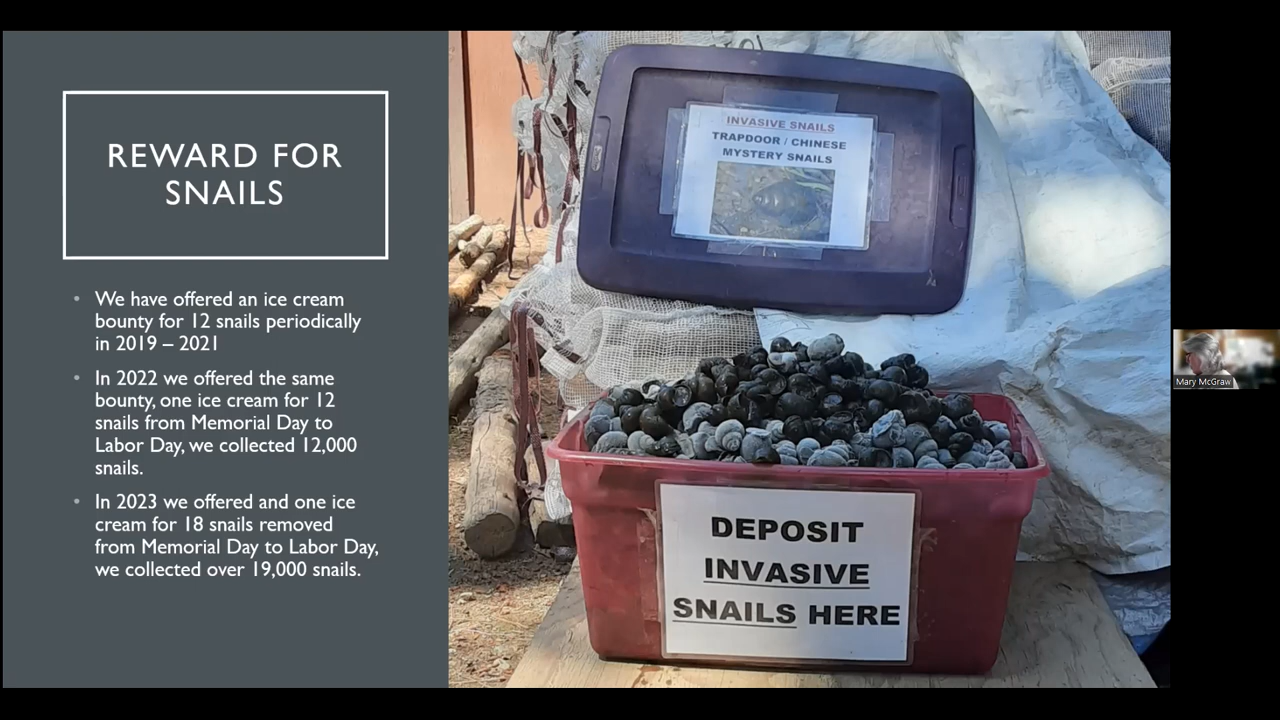 REWARD FOR
SNAILS
• We have offered an ice cream
bounty for 12 snails periodically
in 2019 – 2021
• In 2022 we offered the same
bounty, one ice cream for 12
snails from Memorial Day to
Labor Day, we collected 12,000
snails.
• In 2023 we offered and one ice
cream for 18 snails removed
from Memorial Day to Labor Day,
we collected over 19,000 snails.
INVASIVE SNAILS
TRAPDOOR / CHINESE
MYSTERY SNAILS
DEPOSIT
INVASIVE
SNAILS HERE
Mary McGraw